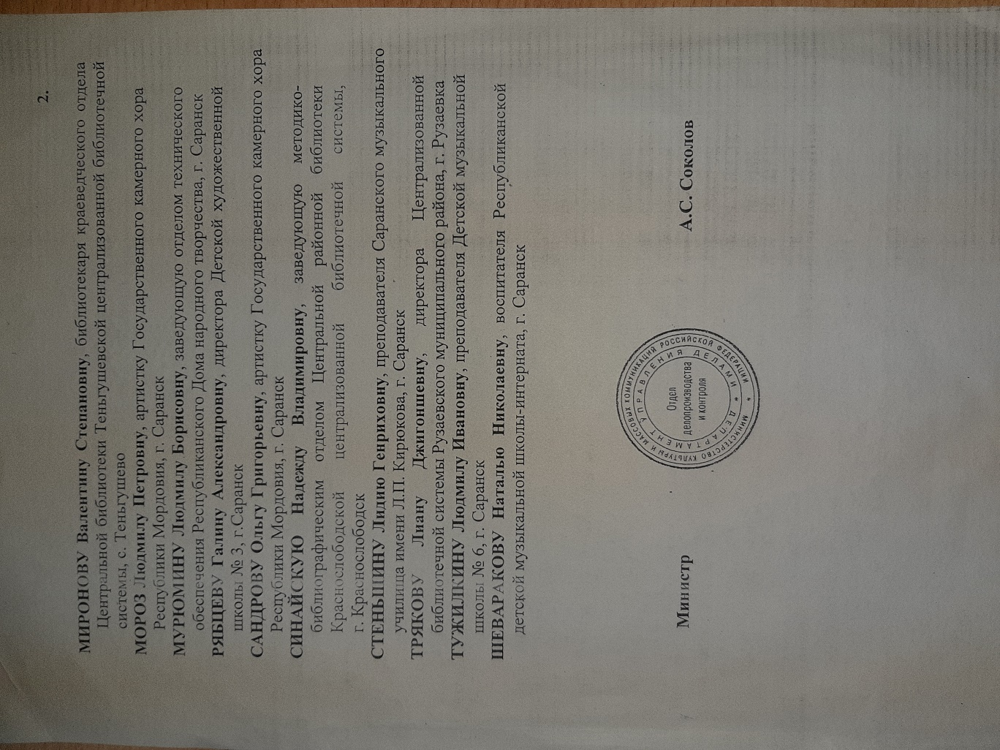 2.
МИРОНОВУ Валентину Степановну, библиотекаря краеведческого отдела
Центральной библиотеки Теньгушевской централизованной библиотечной
системы, с. Теньгушево
МОРОЗ Людмилу Петровну, артистку Государственного камерного хора
Республики Мордовия, г. Саранск
МУРЮМИНУ Людмилу Борисовну, заведующую отделом технического
обеспечения Республиканского Дома народного творчества, г. Саранск
РЯБЦЕВУ Галину Александровну, директора Детской художественной
школы № 3, г.Саранск
САНДРОВУ Ольгу Григорьевну, артистку Государственного камерного хора
Республики Мордовия, г. Саранск
СИНАЙСКУЮ Надежду Владимировну, заведующую методико-
библиографическим отделом Центральной районной библиотеки
Краснослободской централизованной библиотечной системы,
г. Краснослободск
СТЕНЬШИНУ Лидию Генриховну, преподавателя Саранского музыкального
училища имени Л.П. Кирюкова, г. Саранск
ТРЯКОВУ Лиану Джигоншевну, директора Централизованной
библиотечной системы Рузаевского муниципального района, г. Рузаевка
ТУЖИЛКИНУ Людмилу Ивановну, преподавателя Детской музыкальной
школы № 6, г. Саранск
ШЕВАРАКОВУ Наталью Николаевну, воспитателя Республиканской
детской музыкальной школы-интерната, г. Саранск
Министр А.С. Соколов
МИНИСТЕРСТВО КУЛЬТУРЫ И МАССОВЫХ КОММУНИКАЦИЙ РОССИЙСКОЙ ФЕДЕРАЦИИ *
ДЕПАРТАМЕНТ УПРАВЛЕНИЯ ДЕЛАМИ *
Отдел
делопроизводства
и контроля